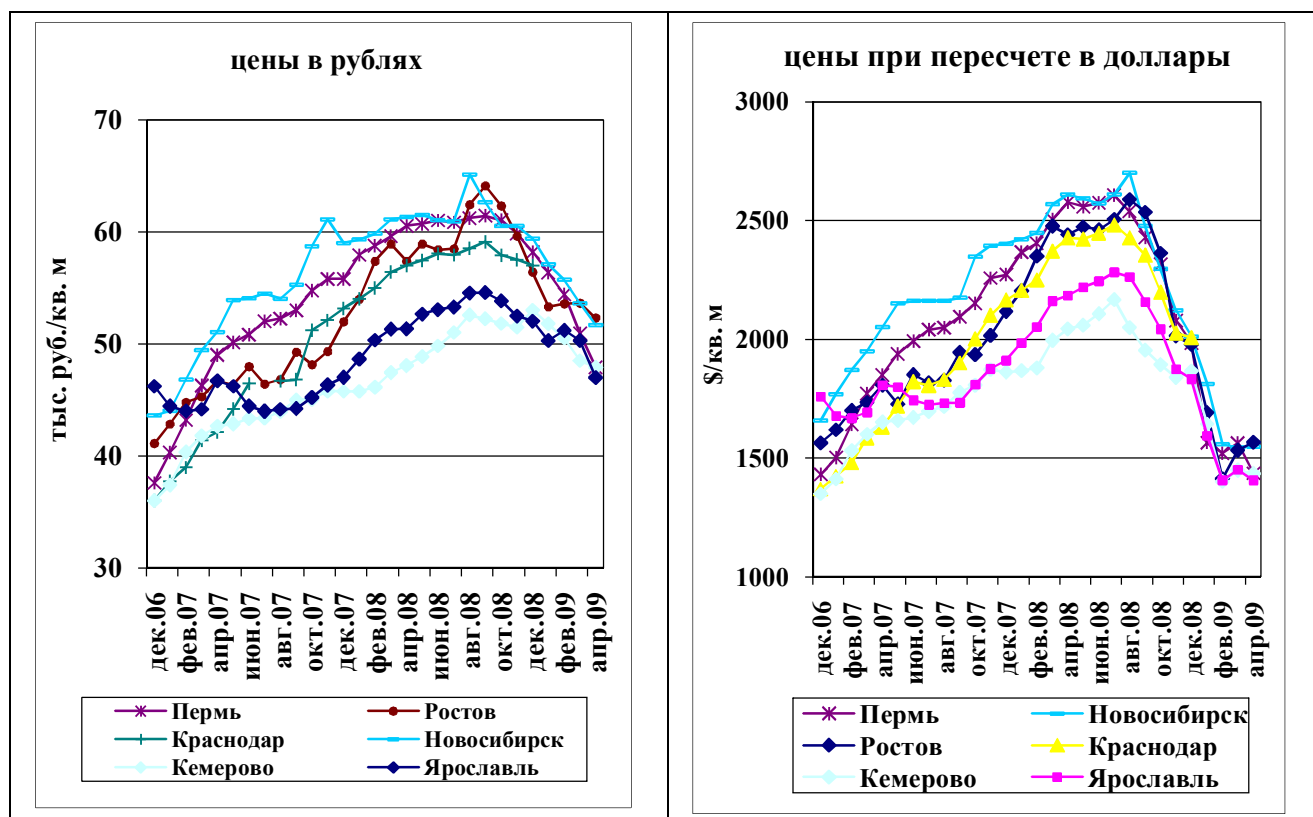 цены в рублях
тыс. руб./кв. м
70
60
50
40
30
дек.06
фев.07
апр.07
июн.07
авг.07
окт.07
дек.07
фев.08
апр.08
июн.08
авг.08
окт.08
дек.08
фев.09
апр.09
Пермь Ростов
Краснодар Новосибирск
Кемерово Ярославль
цены при пересчете в доллары
$/кв. м
3000
2500
2000
1500
1000
дек.06
фев.07
апр.07
июн.07
авг.07
окт.07
дек.07
фев.08
апр.08
июн.08
авг.08
окт.08
дек.08
фев.09
апр.09
Пермь Новосибирск
Ростов Краснодар
Кемерово Ярославль